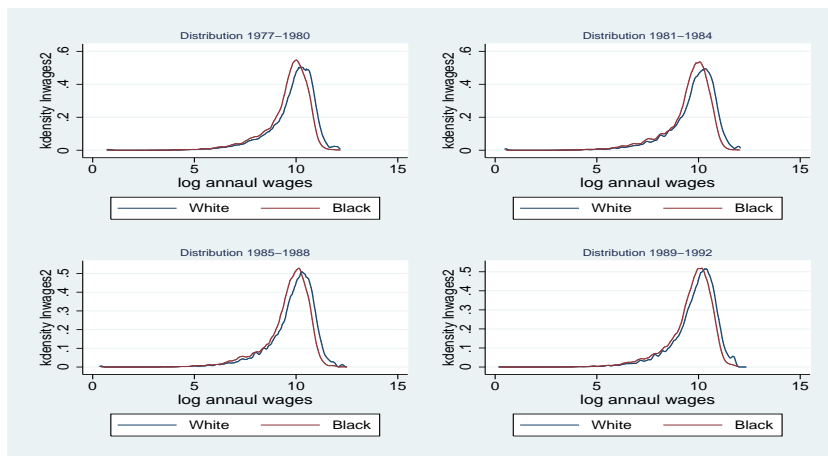 Distribution 1977–1980
kdensity lnwages2
0 .2 .4 .6
0 5 10 15
log annaul wages
White Black
Distribution 1981–1984
kdensity lnwages2
0 .2 .4 .6
0 5 10 15
log annaul wages
White Black
Distribution 1985–1988
kdensity lnwages2
0 .1 .2 .3 .4 .5
0 5 10 15
log annaul wages
White Black
Distribution 1989–1992
kdensity lnwages2
0 .1 .2 .3 .4 .5
0 5 10 15
log annaul wages
White Black